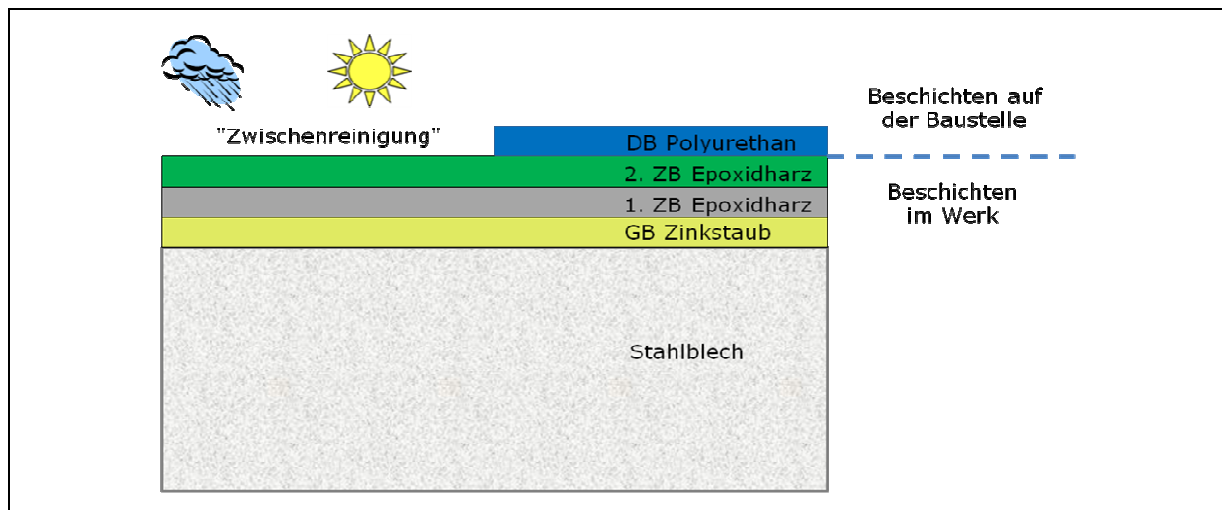 Beschichten auf
der Baustelle
"Zwischenreinigung"
DB Polyurethan
2. ZB Epoxidharz
Beschichten
im Werk
1. ZB Epoxidharz
GB Zinkstaub
Stahlblech